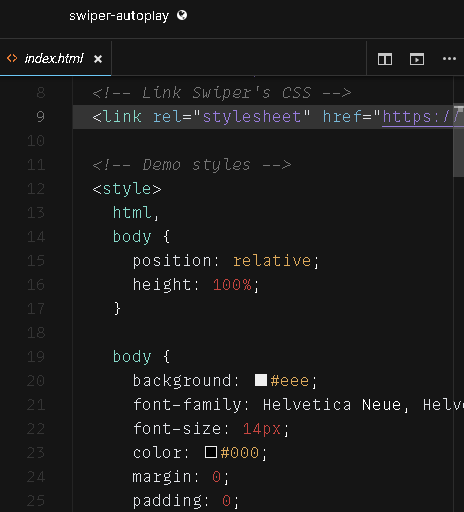 swiper-autoplay
index.html
8 <!-- Link Swiper's CSS -->
9 <link rel="stylesheet" href="https://
10
11 <!-- Demo styles -->
12 <style>
13 html,
14 body {
15 position: relative;
16 height: 100%;
17 }
18
19 body {
20 background: #eee;
21 font-family: Helvetica Neue, Helv
22 font-size: 14px;
23 color: #000;
24 margin: 0;
25 padding: 0;